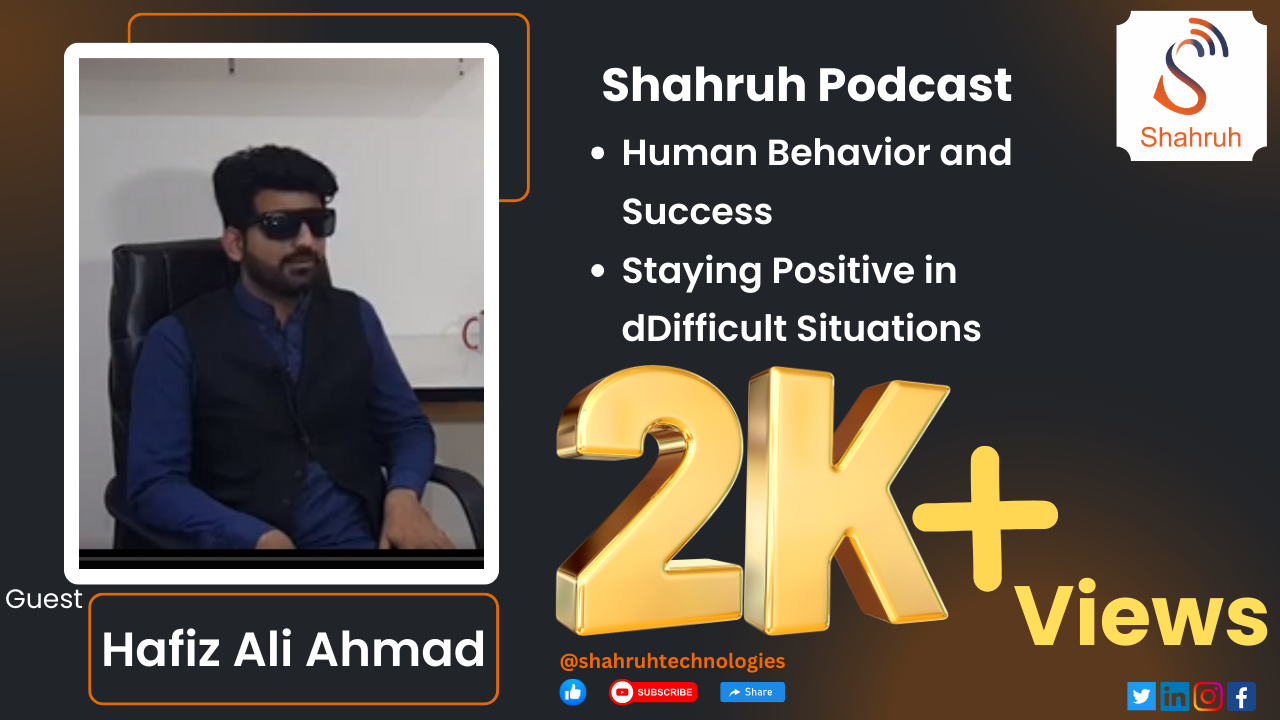 Shahruh Podcast
• Human Behavior and
Success
• Staying Positive in
dDifficult Situations
Shahruh
2K+
Views
Guest
Hafiz Ali Ahmad
@shahruhtechnologies
SUBSCRIBE
Share